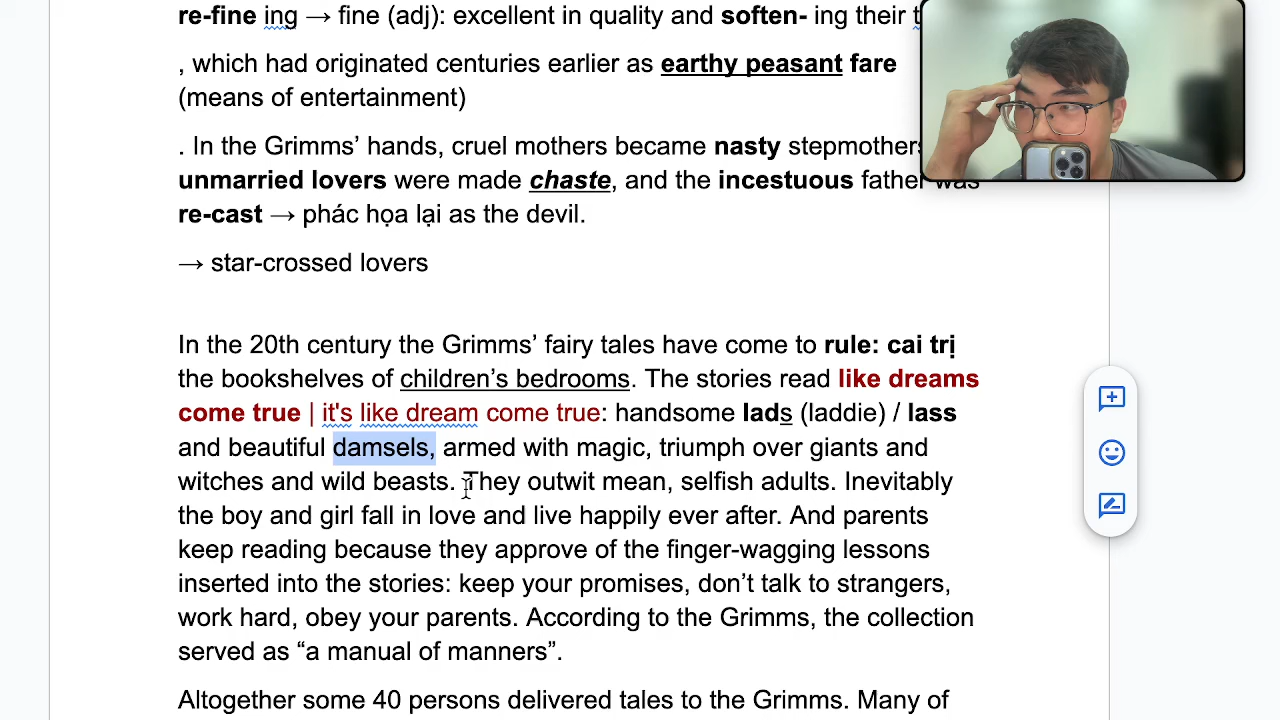 re-fine ing → fine (adj): excellent in quality and soften- ing their
, which had originated centuries earlier as earthy peasant fare
(means of entertainment)
. In the Grimms’ hands, cruel mothers became nasty stepmothers
unmarried lovers were made chaste, and the incestuous father was
re-cast → phác họa lại as the devil.
→ star-crossed lovers
In the 20th century the Grimms’ fairy tales have come to rule: cai trị
the bookshelves of children’s bedrooms. The stories read like dreams
come true | it's like dream come true: handsome lads (laddie) / lass
and beautiful damsels, armed with magic, triumph over giants and
witches and wild beasts. They outwit mean, selfish adults. Inevitably
the boy and girl fall in love and live happily ever after. And parents
keep reading because they approve of the finger-wagging lessons
inserted into the stories: keep your promises, don’t talk to strangers,
work hard, obey your parents. According to the Grimms, the collection
served as “a manual of manners”.
Altogether some 40 persons delivered tales to the Grimms. Many of